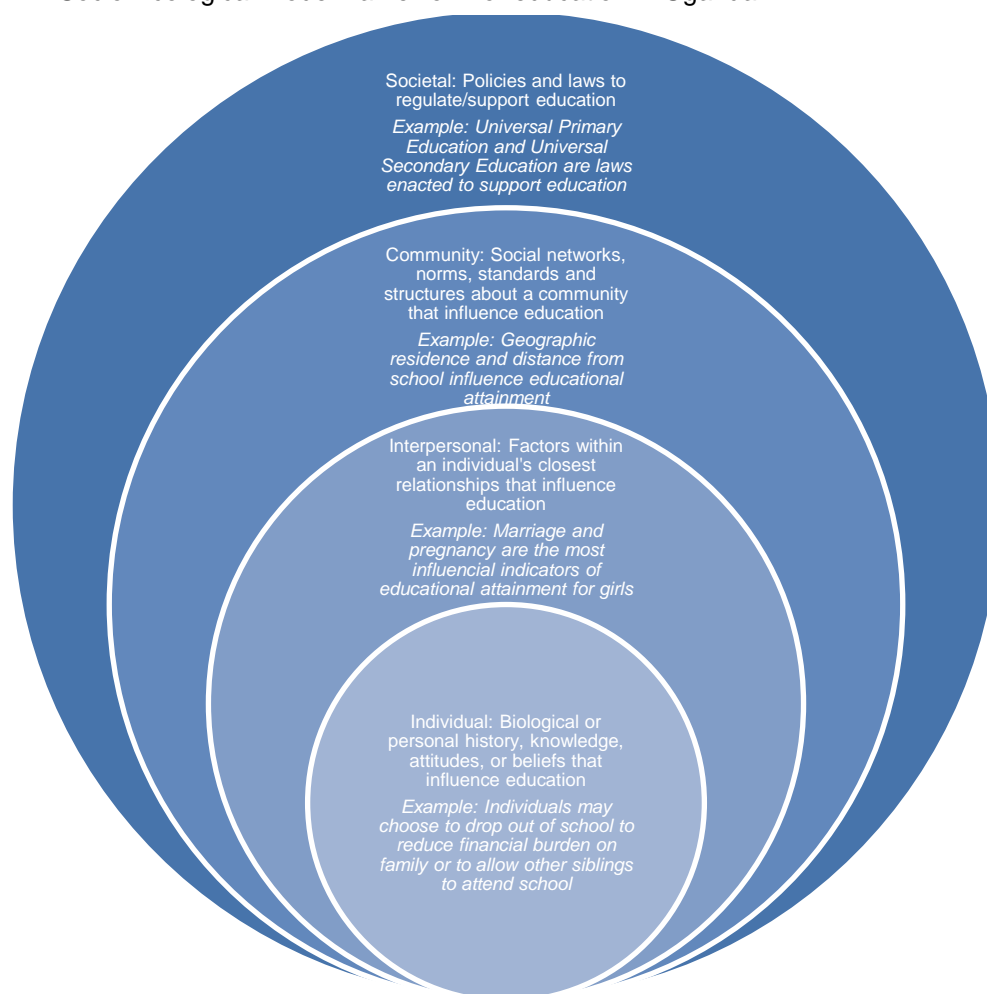 Societal: Policies and laws to
regulate/support education
Example: Universal Primary
Education and Universal
Secondary Education are laws
enacted to support education
Community: Social networks,
norms, standards and
structures about a community
that influence education
Example: Geographic
residence and distance from
school influence educational
attainment
Interpersonal: Factors within
an individual's closest
relationships that influence
education
Example: Marriage and
pregnancy are the most
influencial indicators of
educational attainment for girls
Individual: Biological or
personal history, knowledge,
attitudes, or beliefs that
influence education
Example: Individuals may
choose to drop out of school to
reduce financial burden on
family or to allow other siblings
to attend school